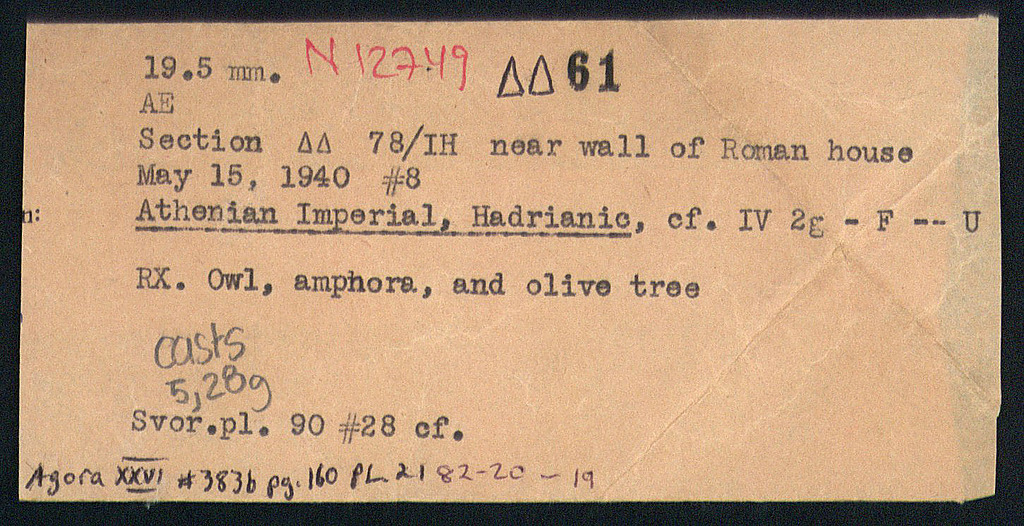 19.5 mm. N 12749 ΔΔ 61
AE
Section ΔΔ 78/IH near wall of Roman house
May 15, 1940 #8
n: Athenian Imperial, Hadrianic, cf. IV 2g - F -- U
RX. Owl, amphora, and olive tree
casts
5,28g
Svor.pl. 90 #28 cf.
Agora XXVI #383b pg. 160 PL 21 82-20 - 19